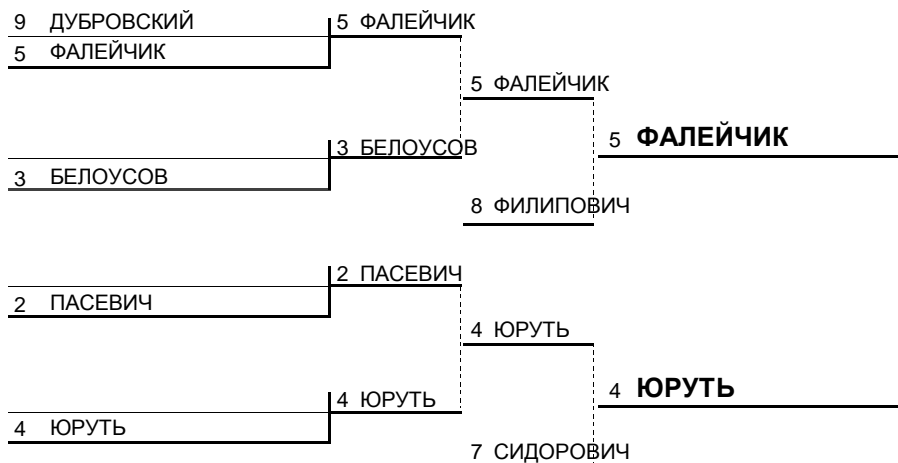 9 ДУБРОВСКИЙ
5 ФАЛЕЙЧИК
5 ФАЛЕЙЧИК
5 ФАЛЕЙЧИК
3 БЕЛОУСОВ
5 ФАЛЕЙЧИК
3 БЕЛОУСОВ
8 ФИЛИПОВИЧ
2 ПАСЕВИЧ
2 ПАСЕВИЧ
4 ЮРУТЬ
4 ЮРУТЬ
4 ЮРУТЬ
4 ЮРУТЬ
7 СИДОРОВИЧ